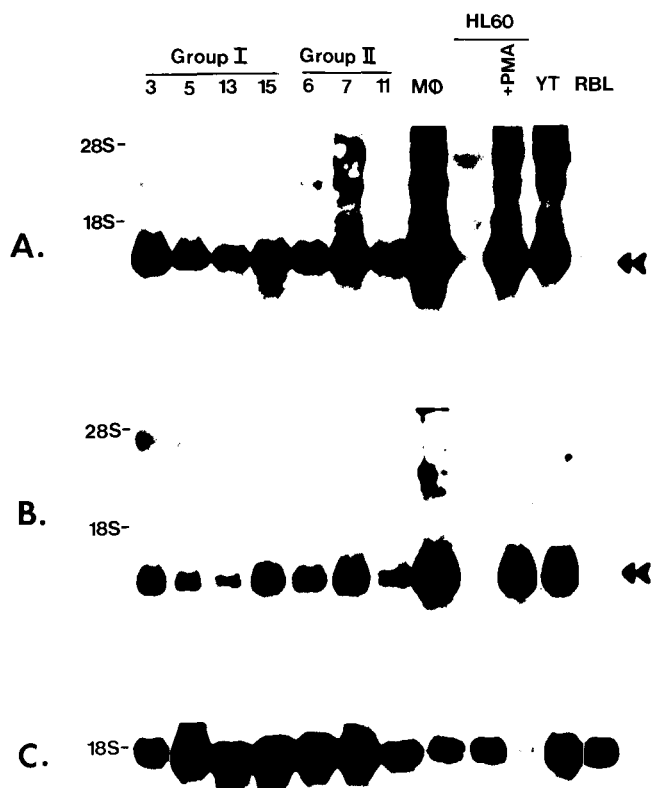 HL60
Group I Group II
3 5 13 15 6 7 11 MΦ +PMA YT RBL
28S-
18S-
A.
28S-
18S-
B.
18S-
C.